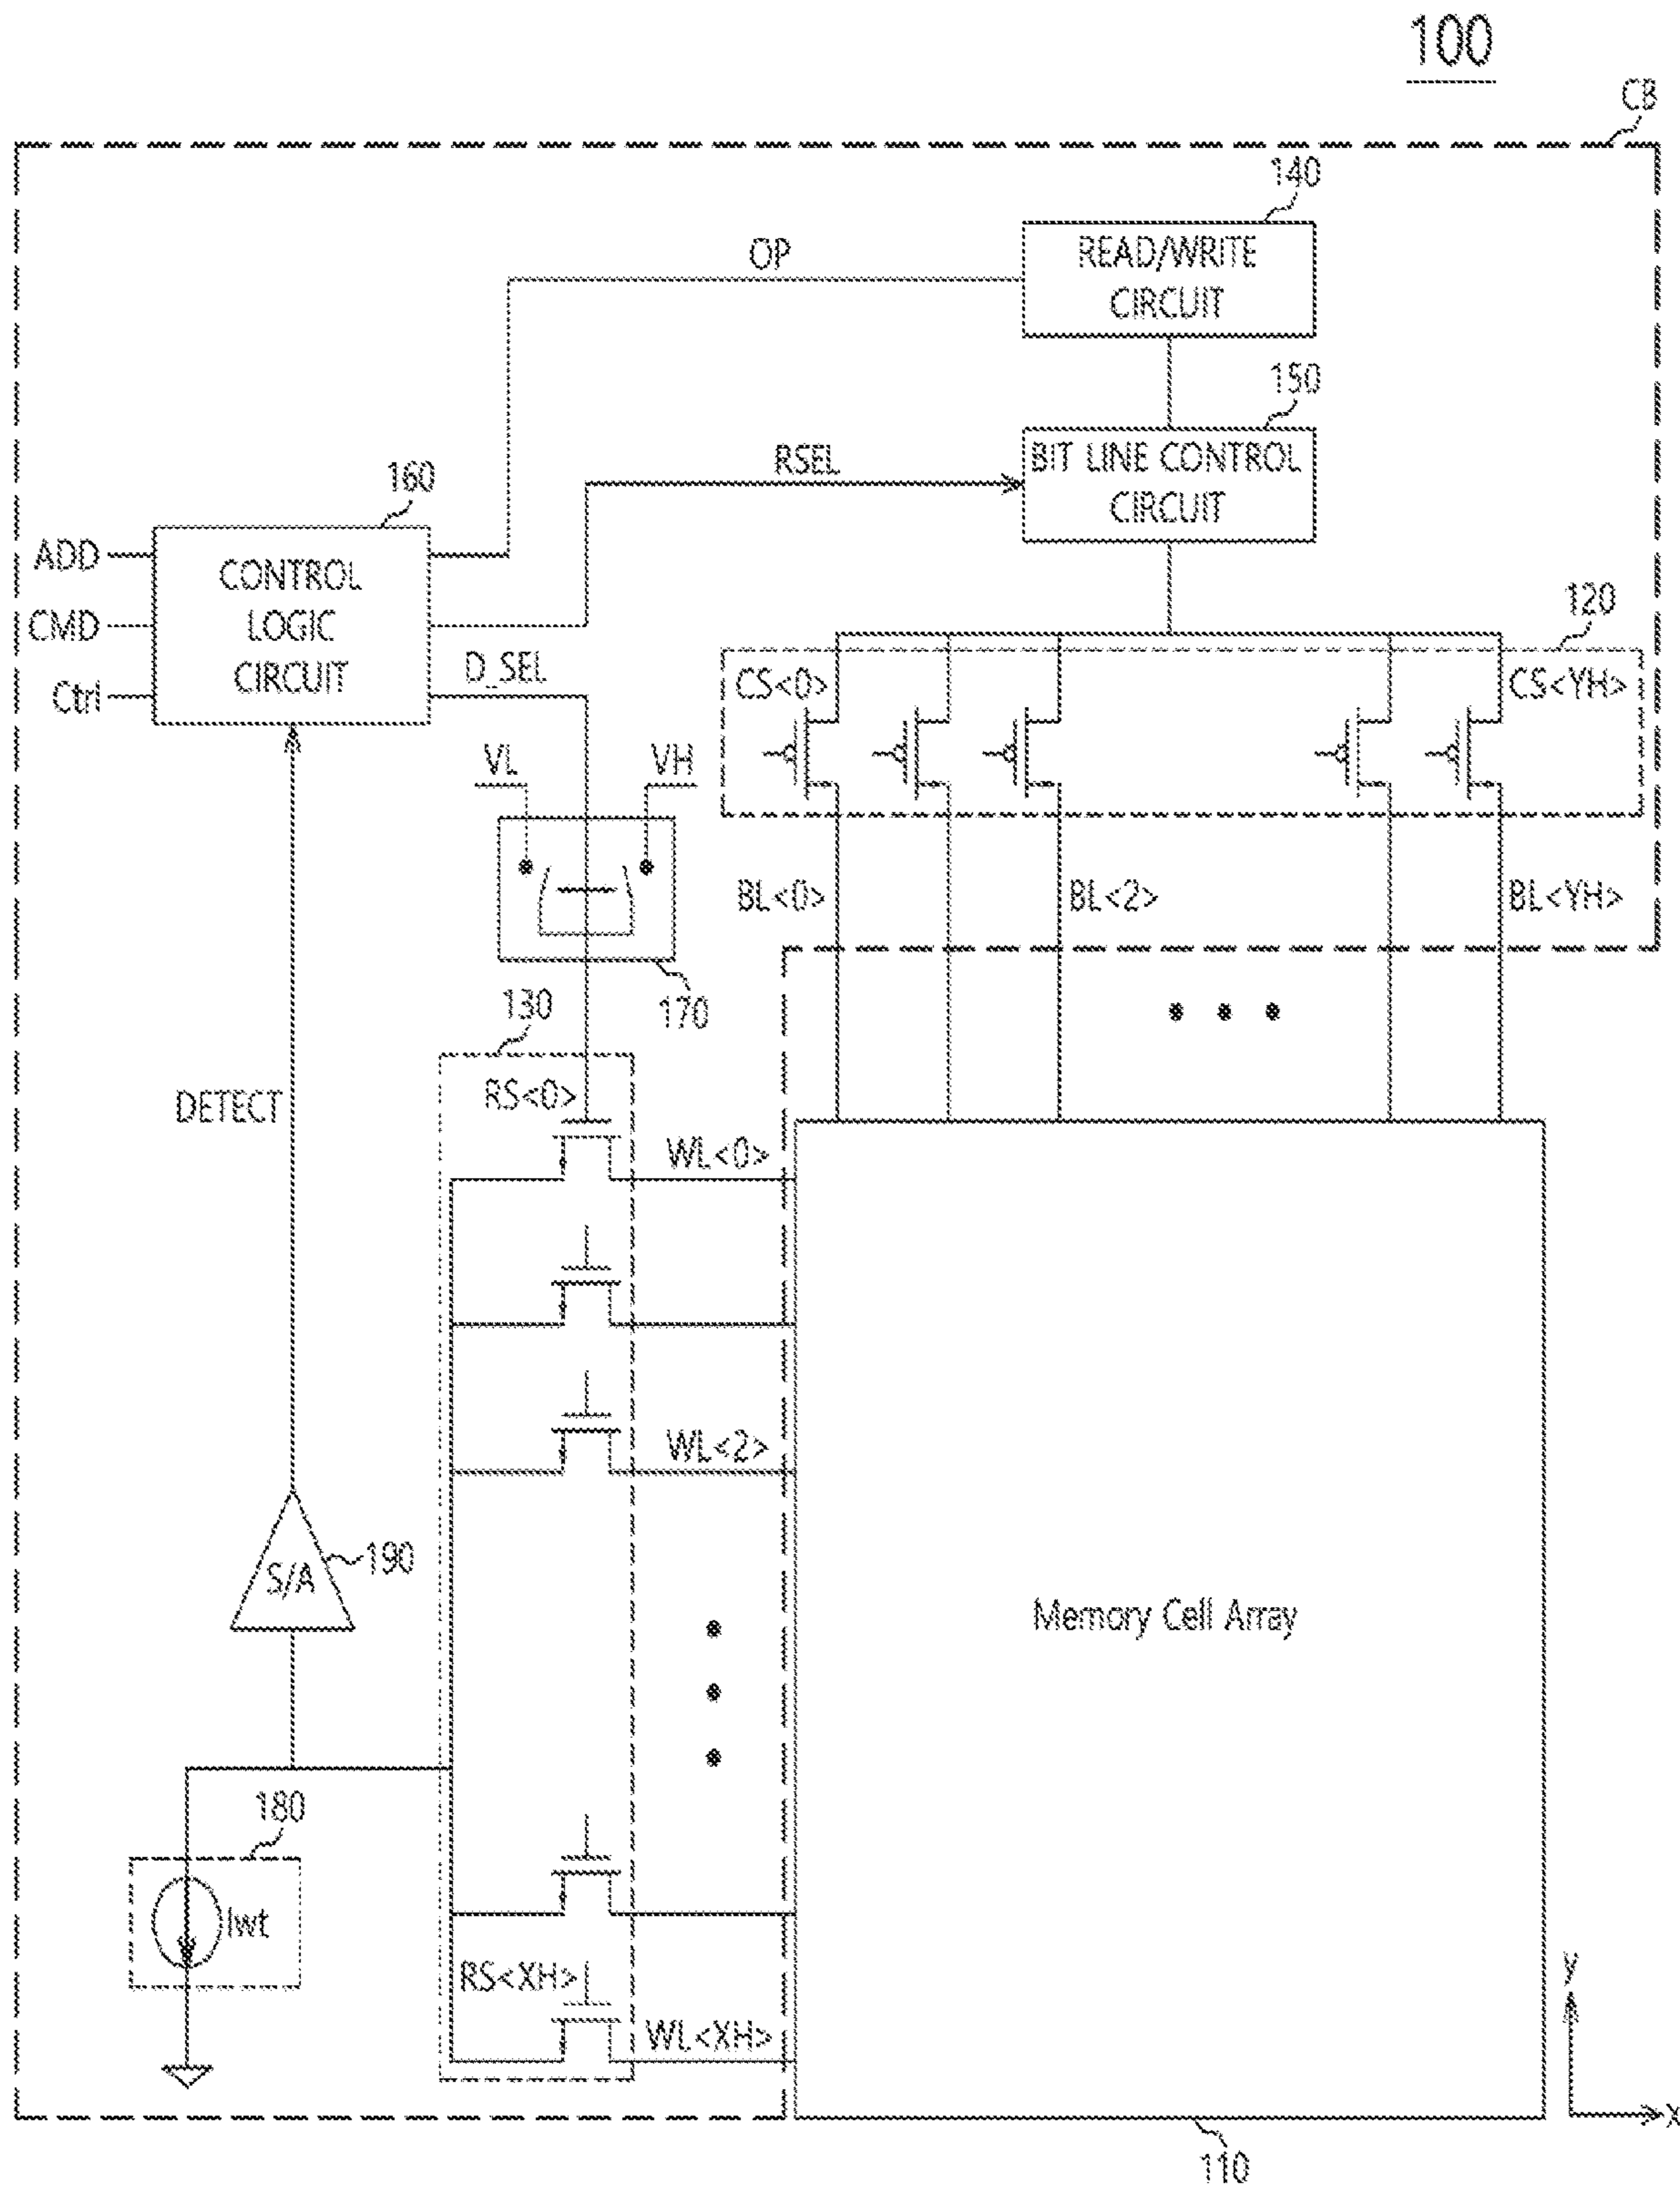 100
CB
140
OP
READ/WRITE
CIRCUIT
150
RSEL
BIT LINE CONTROL
CIRCUIT
160
ADD
CMD
Ctrl
CONTROL
LOGIC
CIRCUIT
D_SEL
120
CS<0>
CS<YH>
VL
VH
BL<0>
BL<2>
BL<YH>
170
130
RS<0>
DETECT
WL<0>
WL<2>
S/A
190
Memory Cell Array
180
Iwt
RS<XH>
WL<XH>
y
x
110